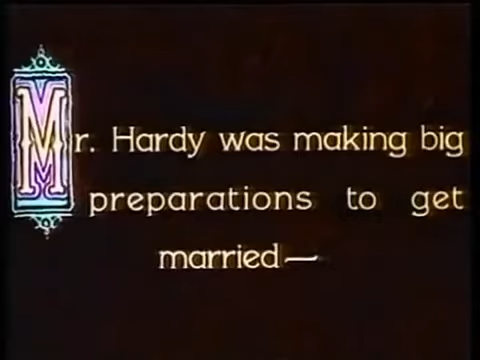 Mr. Hardy was making big
preparations to get
married—